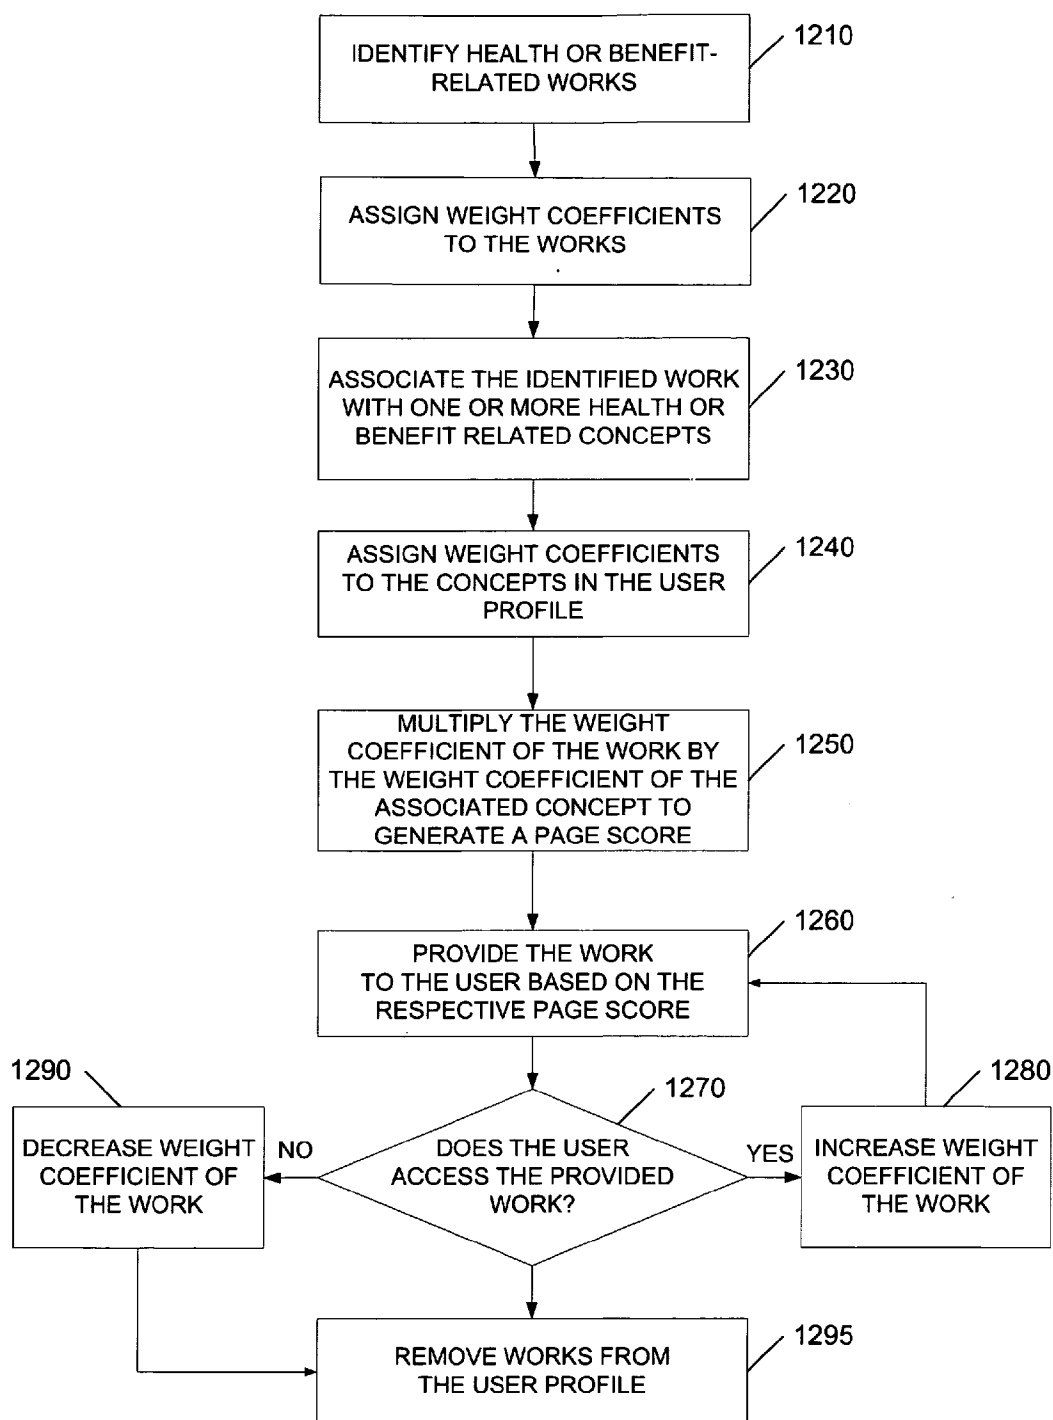 1210
IDENTIFY HEALTH OR BENEFIT-
RELATED WORKS
1220
ASSIGN WEIGHT COEFFICIENTS
TO THE WORKS
1230
ASSOCIATE THE IDENTIFIED WORK
WITH ONE OR MORE HEALTH OR
BENEFIT RELATED CONCEPTS
1240
ASSIGN WEIGHT COEFFICIENTS
TO THE CONCEPTS IN THE USER
PROFILE
1250
MULTIPLY THE WEIGHT
COEFFICIENT OF THE WORK BY
THE WEIGHT COEFFICIENT OF THE
ASSOCIATED CONCEPT TO
GENERATE A PAGE SCORE
1260
PROVIDE THE WORK
TO THE USER BASED ON THE
RESPECTIVE PAGE SCORE
1270
DOES THE USER
ACCESS THE PROVIDED
WORK?
YES
1280
INCREASE WEIGHT
COEFFICIENT OF
THE WORK
NO
1290
DECREASE WEIGHT
COEFFICIENT OF
THE WORK
1295
REMOVE WORKS FROM
THE USER PROFILE